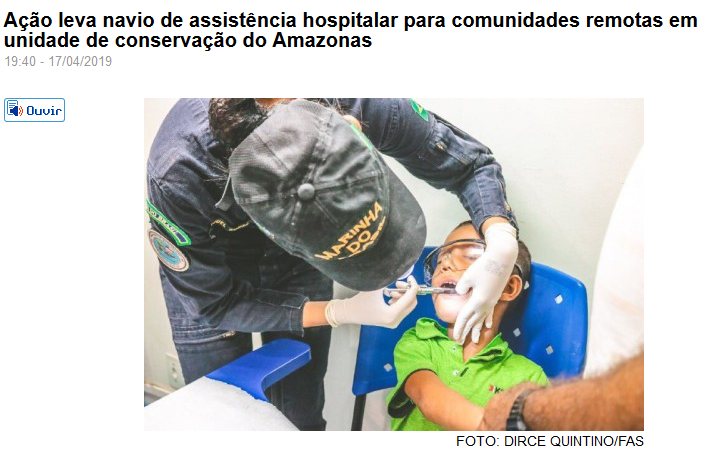 Ação leva navio de assistência hospitalar para comunidades remotas em
unidade de conservação do Amazonas
19:40 - 17/04/2019
Ouvir
MARINHA
DO
FOTO: DIRCE QUINTINO/FAS